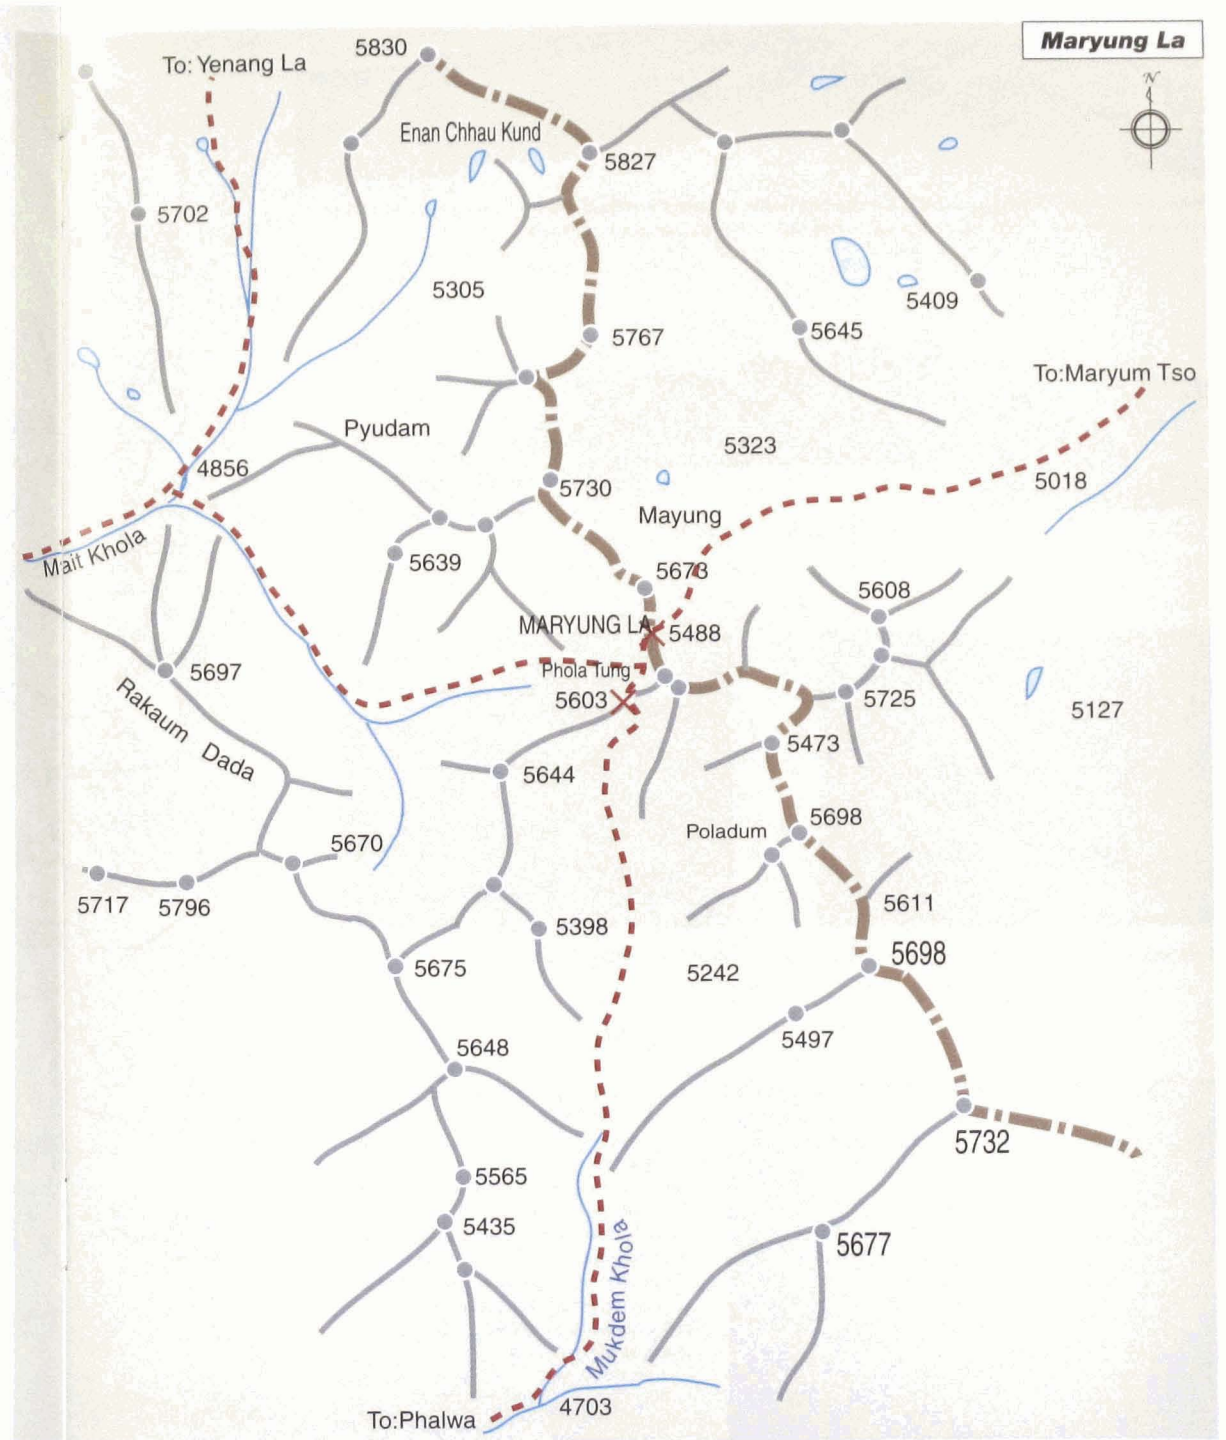 Maryung La
N
5830
To: Yenang La
Enan Chhau Kund
5827
5702
5305
5409
5767
5645
To:Maryum Tso
Pyudam
5323
4856
5018
5730
Mayung
Mait Khola
5639
5673
5608
MARYUNG LA
5488
Phola Tung
5697
5603
5725
5127
Rakaum Dada
5473
5644
5698
Poladum
5670
5717
5796
5611
5398
5698
5675
5242
5497
5648
5732
5565
5435
5677
Mukdem Khola
4703
To:Phalwa